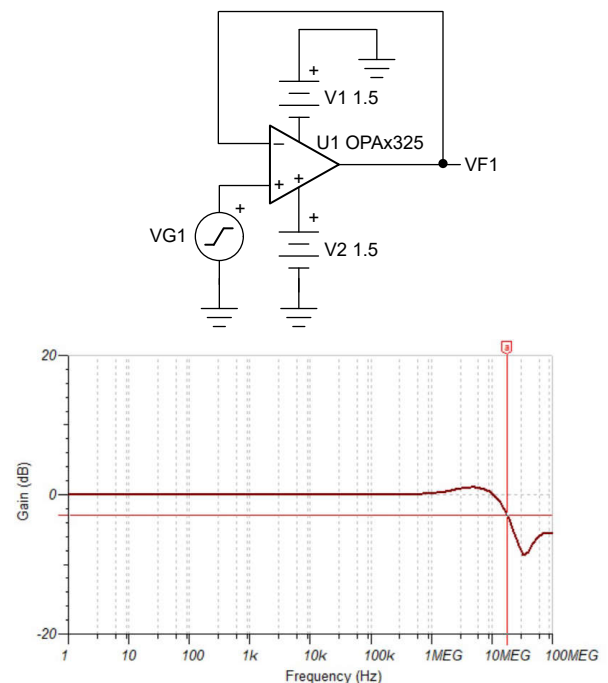 +
V1 1.5
U1 OPAx325
−
+ +
VF1
+
VG1
+
V2 1.5
a
20
0
-20
Gain (dB)
1 10 100 1k 10k 100k 1MEG 10MEG 100MEG
Frequency (Hz)